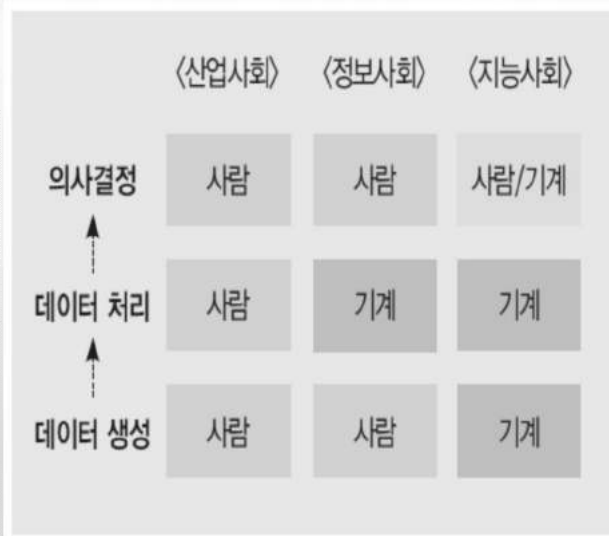 〈산업사회〉 〈정보사회〉 〈지능사회〉
의사결정 사람 사람 사람/기계
데이터 처리 사람 기계 기계
데이터 생성 사람 사람 기계